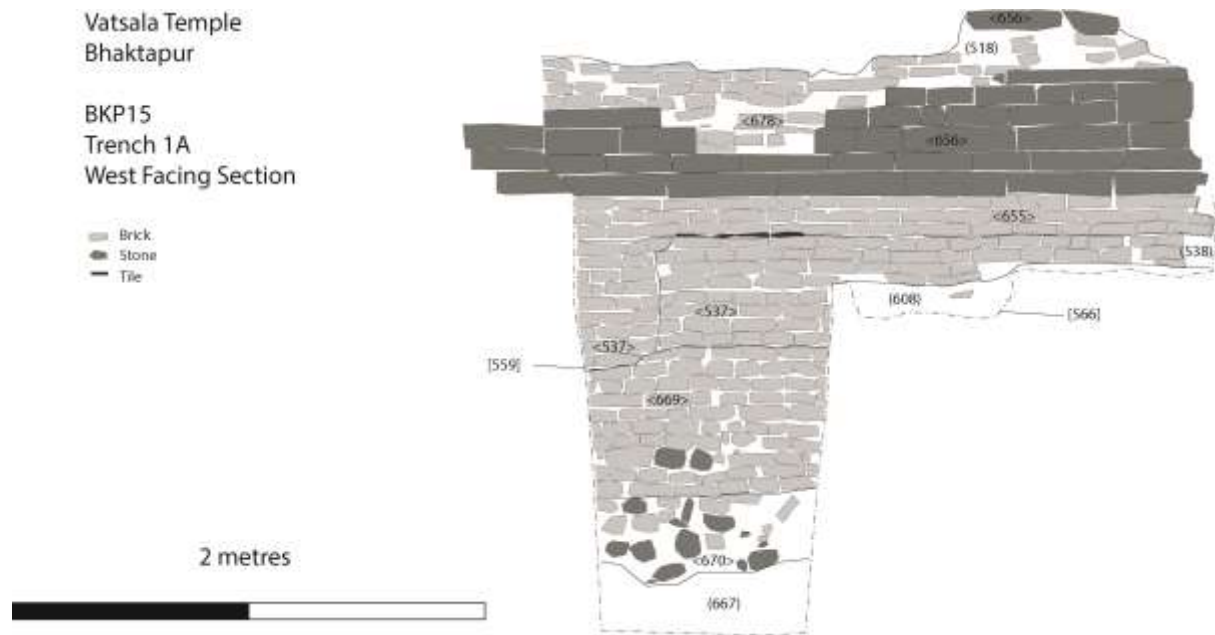 Vatsala Temple
Bhaktapur
BKP15
Trench 1A
West Facing Section
Brick
Stone
Tile
<656>
(518)
<678>
<656>
<655>
(538)
(608)
<537>
[566]
<537>
[559]
<669>
<670>
(667)
2 metres